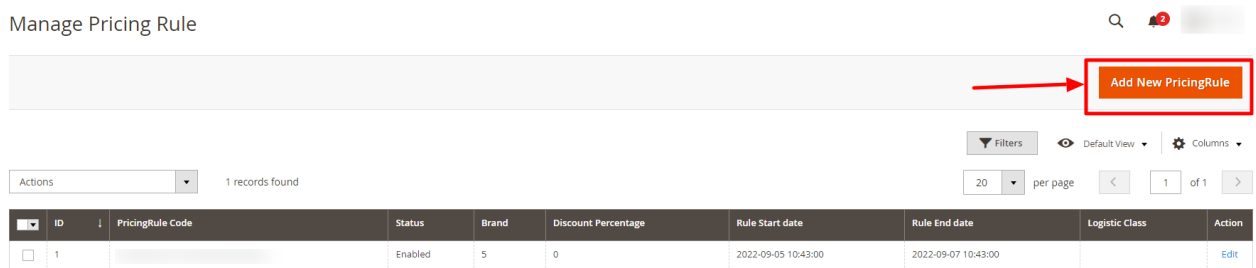 Manage Pricing Rule
2
Add New PricingRule
Filters
Default View
Columns
Actions
1 records found
20
per page
1
of 1
ID ↓ PricingRule Code Status Brand Discount Percentage Rule Start date Rule End date Logistic Class Action
1 Enabled 5 0 2022-09-05 10:43:00 2022-09-07 10:43:00 Edit